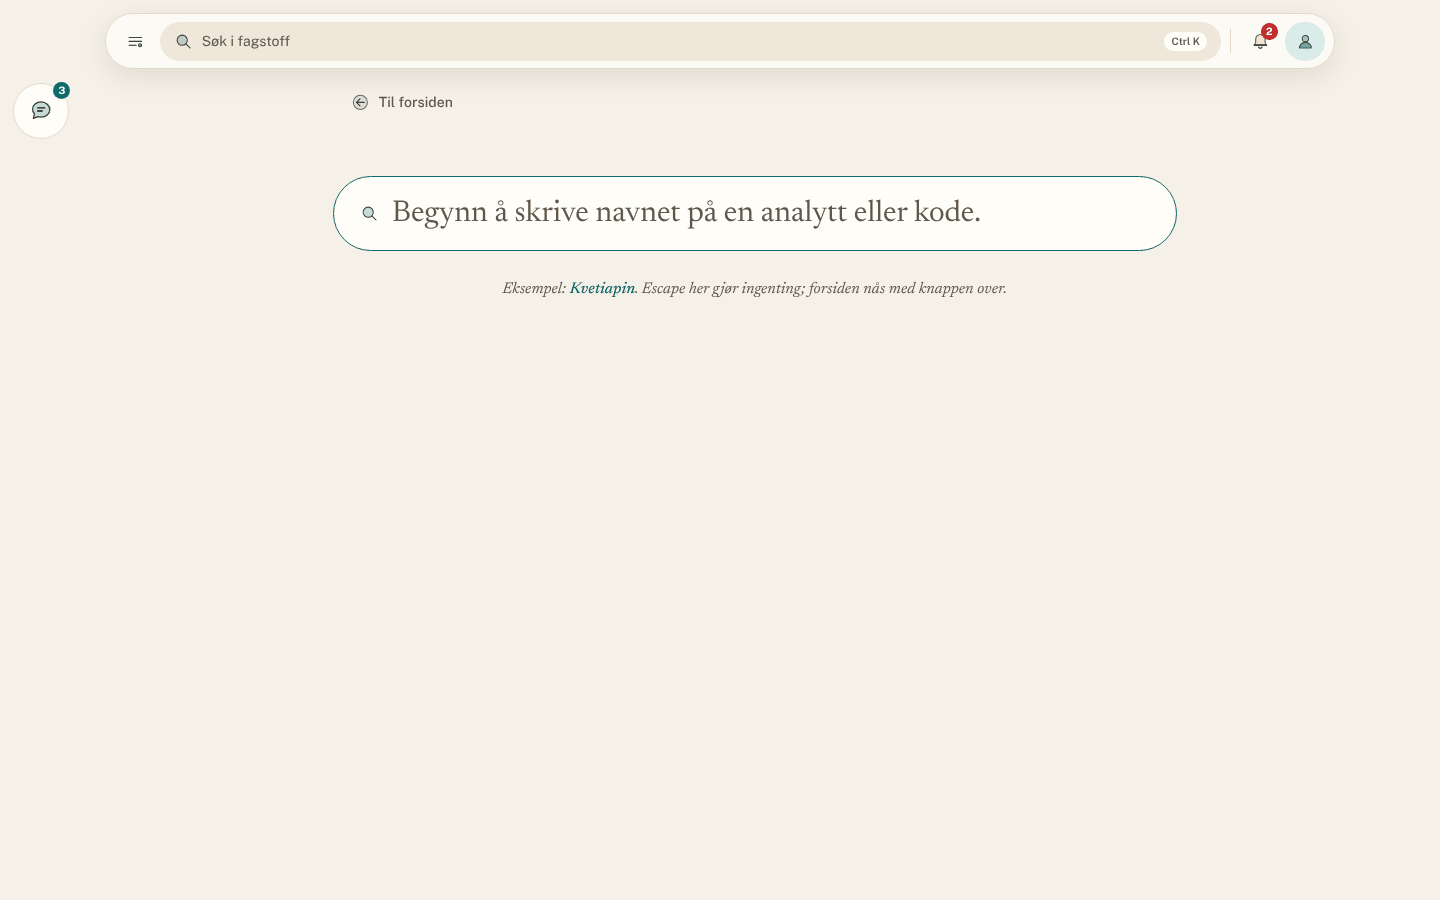 Søk i fagstoff
Ctrl K
2
3
Til forsiden
Begynn å skrive navnet på en analytt eller kode.
Eksempel: Kvetiapin. Escape her gjør ingenting; forsiden nås med knappen over.